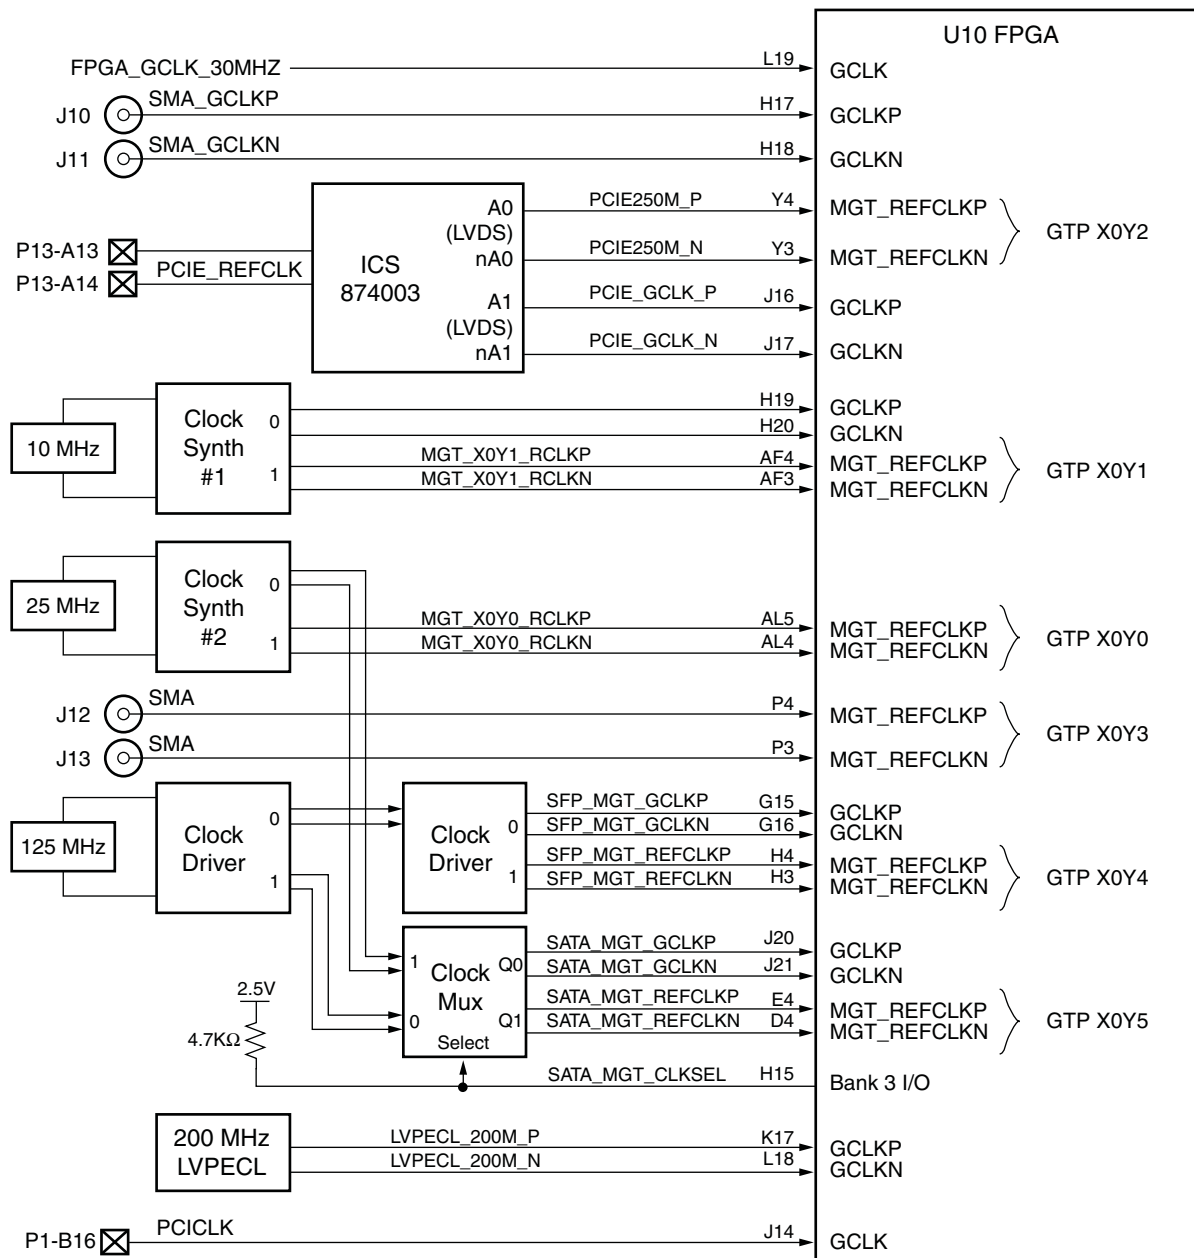 U10 FPGA
FPGA_GCLK_30MHZ L19 GCLK
J10 SMA_GCLKP H17 GCLKP
J11 SMA_GCLKN H18 GCLKN
A0 PCIE250M_P Y4 MGT_REFCLKP
(LVDS) GTP X0Y2
P13-A13 nA0 PCIE250M_N Y3 MGT_REFCLKN
P13-A14 PCIE_REFCLK ICS
874003 A1 PCIE_GCLK_P J16 GCLKP
(LVDS)
nA1 PCIE_GCLK_N J17 GCLKN
H19 GCLKP
Clock 0 H20 GCLKN
10 MHz Synth MGT_X0Y1_RCLKP AF4 MGT_REFCLKP
#1 1 MGT_X0Y1_RCLKN AF3 MGT_REFCLKN GTP X0Y1
Clock 0
25 MHz Synth MGT_X0Y0_RCLKP AL5 MGT_REFCLKP
#2 1 MGT_X0Y0_RCLKN AL4 MGT_REFCLKN GTP X0Y0
J12 SMA P4 MGT_REFCLKP
GTP X0Y3
J13 SMA P3 MGT_REFCLKN
SFP_MGT_GCLKP G15 GCLKP
0 0 SFP_MGT_GCLKN G16 GCLKN
125 MHz Clock Clock SFP_MGT_REFCLKP H4 MGT_REFCLKP
Driver Driver
1 1 SFP_MGT_REFCLKN H3 MGT_REFCLKN GTP X0Y4
SATA_MGT_GCLKP J20 GCLKP
1 Clock Q0 SATA_MGT_GCLKN J21 GCLKN
2.5V Mux SATA_MGT_REFCLKP E4 MGT_REFCLKP
4.7KΩ 0 Q1 SATA_MGT_REFCLKN D4 MGT_REFCLKN GTP X0Y5
Select
SATA_MGT_CLKSEL H15 Bank 3 I/O
200 MHz LVPECL_200M_P K17 GCLKP
LVPECL LVPECL_200M_N L18 GCLKN
P1-B16 PCICLK J14 GCLK